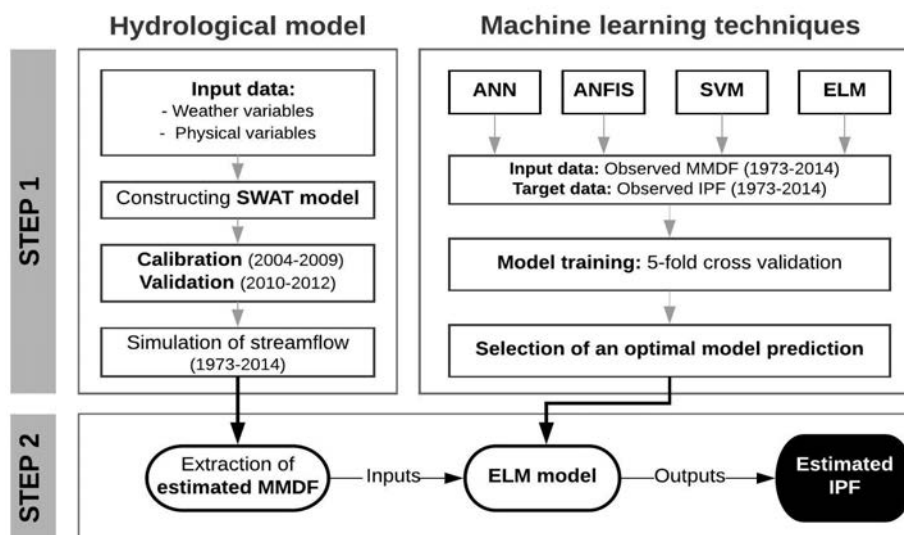 Hydrological model
Machine learning techniques
STEP 1
Input data:
- Weather variables
- Physical variables
Constructing SWAT model
Calibration (2004-2009)
Validation (2010-2012)
Simulation of streamflow
(1973-2014)
ANN
ANFIS
SVM
ELM
Input data: Observed MMDF (1973-2014)
Target data: Observed IPF (1973-2014)
Model training: 5-fold cross validation
Selection of an optimal model prediction
STEP 2
Extraction of
estimated MMDF
Inputs
ELM model
Outputs
Estimated
IPF